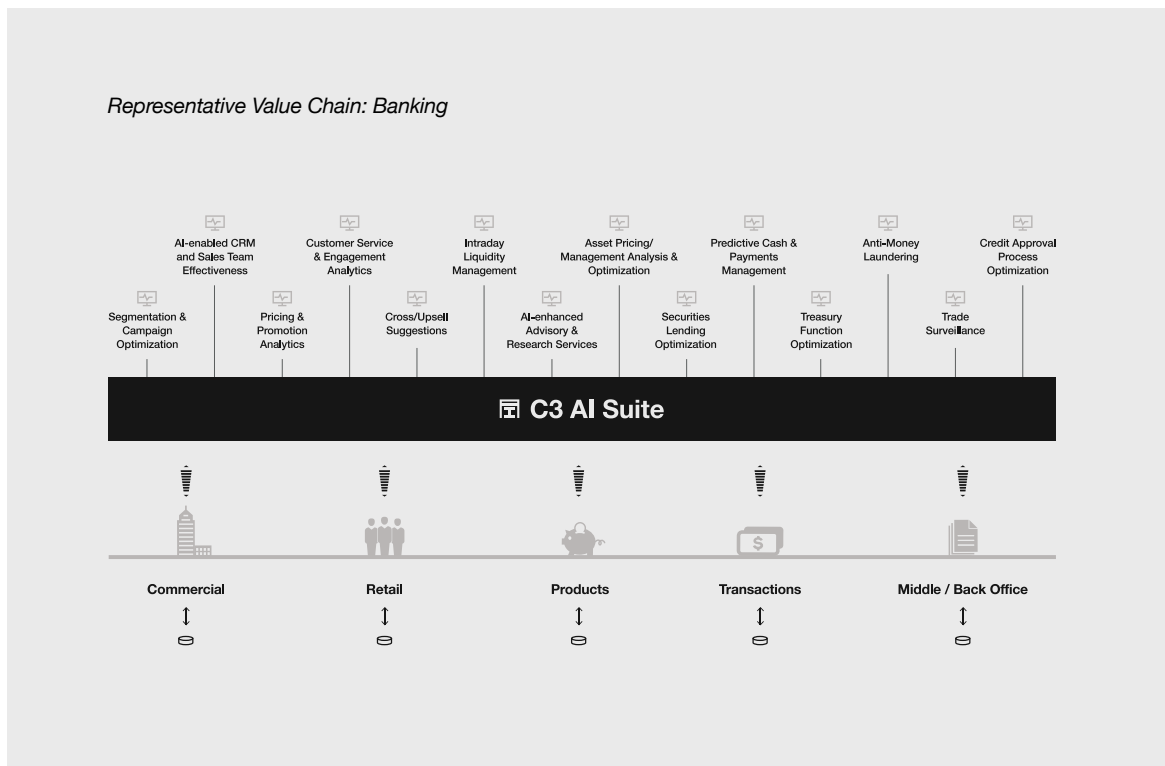 Representative Value Chain: Banking
AI-enabled CRM
and Sales Team
Effectiveness
Customer Service
& Engagement
Analytics
Intraday
Liquidity
Management
Asset Pricing/
Management Analysis &
Optimization
Predictive Cash &
Payments
Management
Anti-Money
Laundering
Credit Approval
Process
Optimization
Segmentation &
Campaign
Optimization
Pricing &
Promotion
Analytics
Cross/Upsell
Suggestions
AI-enhanced
Advisory &
Research Services
Securities
Lending
Optimization
Treasury
Function
Optimization
Trade
Surveillance
C3 AI Suite
$
Commercial
Retail
Products
Transactions
Middle / Back Office